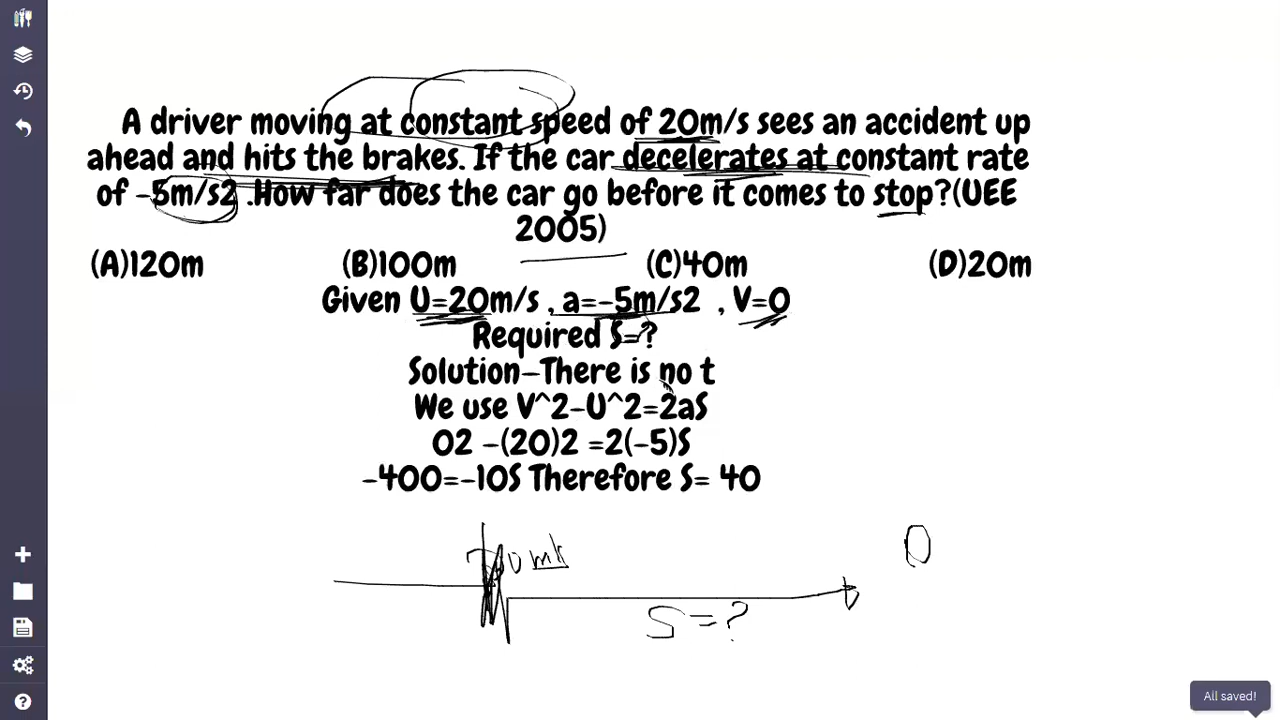 A driver moving at constant speed of 20m/s sees an accident up
ahead and hits the brakes. If the car decelerates at constant rate
of -5m/s2 .How far does the car go before it comes to stop?(UEE
2005)
(A)120m (B)100m (C)40m (D)20m
Given U=20m/s , a=-5m/s2 , V=0
Required S=?
Solution-There is no t
We use V^2-U^2=2aS
02 -(20)2 =2(-5)S
-400=-10S Therefore S= 40
0
S=?
All saved!